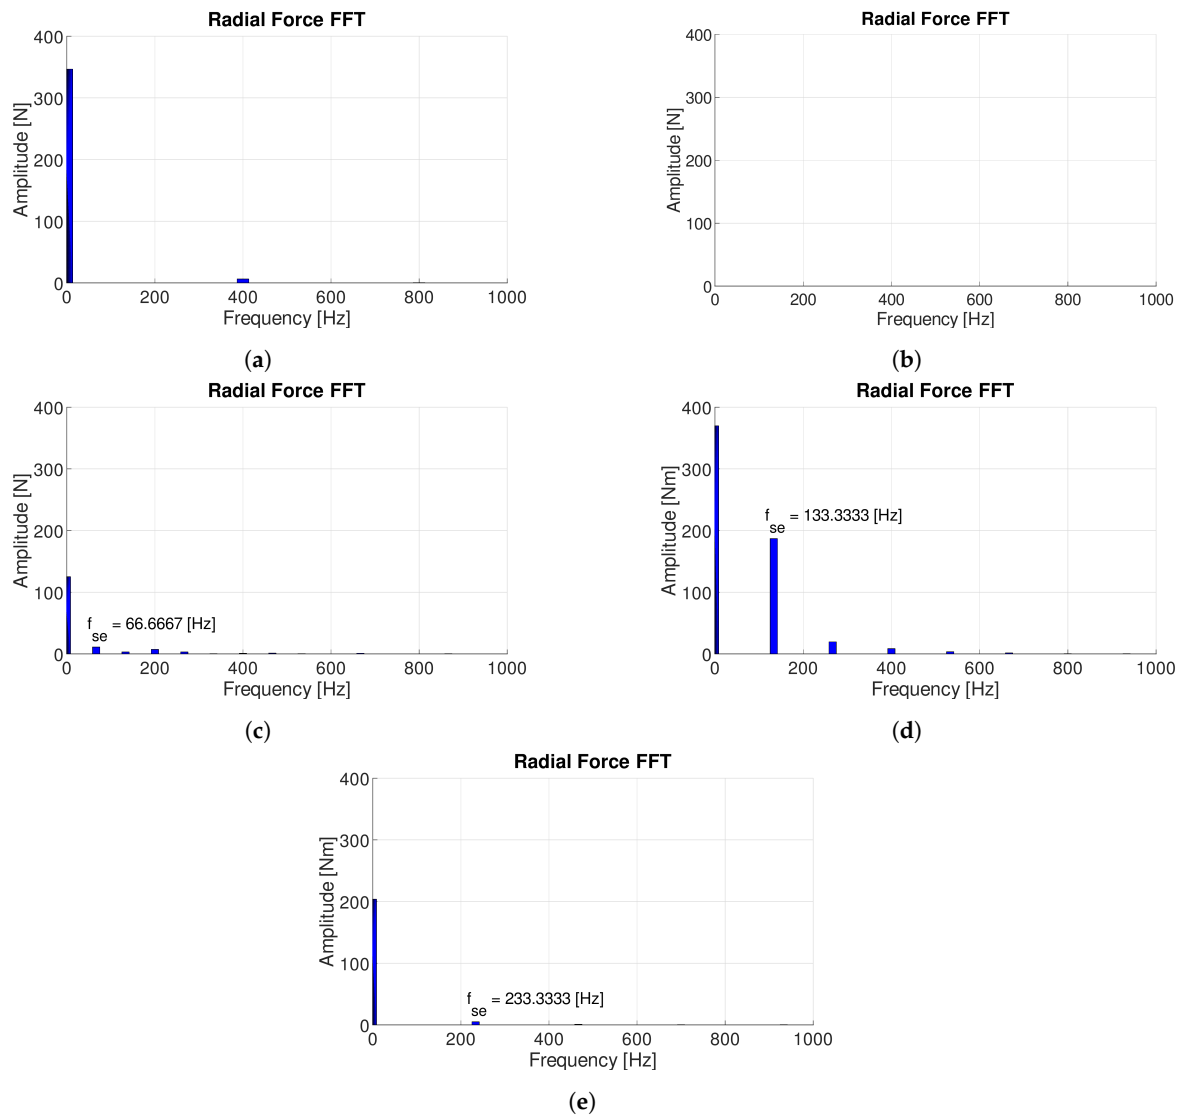 Radial Force FFT
400
300
200
100
0
Amplitude [N]
0 200 400 600 800 1000
Frequency [Hz]
(a)
Radial Force FFT
400
300
200
100
0
Amplitude [N]
0 200 400 600 800 1000
Frequency [Hz]
(b)
Radial Force FFT
400
300
200
100
0
Amplitude [N]
f se = 66.6667 [Hz]
0 200 400 600 800 1000
Frequency [Hz]
(c)
Radial Force FFT
400
300
200
100
0
Amplitude [Nm]
f se = 133.3333 [Hz]
0 200 400 600 800 1000
Frequency [Hz]
(d)
Radial Force FFT
400
300
200
100
0
Amplitude [Nm]
f se = 233.3333 [Hz]
0 200 400 600 800 1000
Frequency [Hz]
(e)